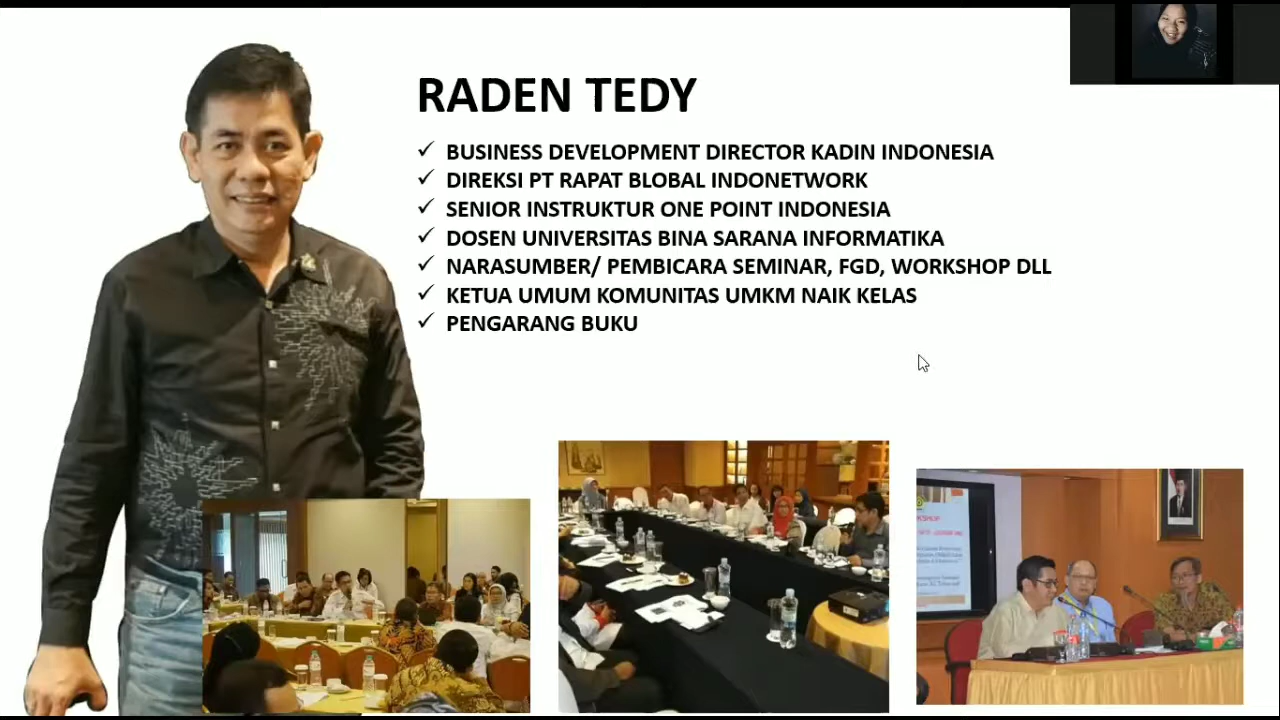 RADEN TEDY
BUSINESS DEVELOPMENT DIRECTOR KADIN INDONESIA
DIREKSI PT RAPAT BLOBAL INDONETWORK
SENIOR INSTRUKTUR ONE POINT INDONESIA
DOSEN UNIVERSITAS BINA SARANA INFORMATIKA
NARASUMBER/ PEMBICARA SEMINAR, FGD, WORKSHOP DLL
KETUA UMUM KOMUNITAS UMKM NAIK KELAS
PENGARANG BUKU